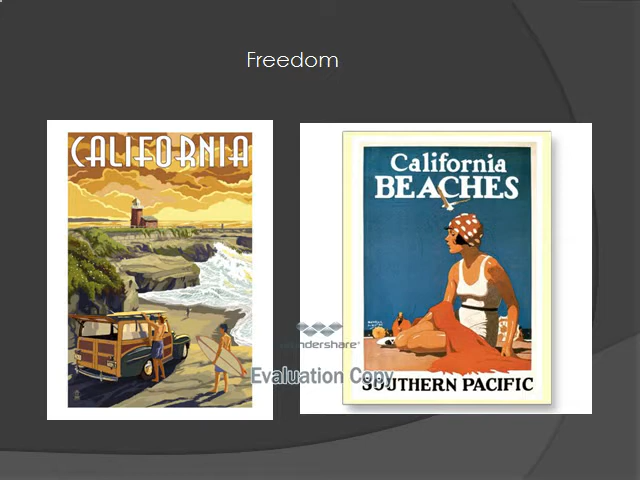 Freedom
CALIFORNIA
California
BEACHES
wondershare
Evaluation Copy
SOUTHERN PACIFIC